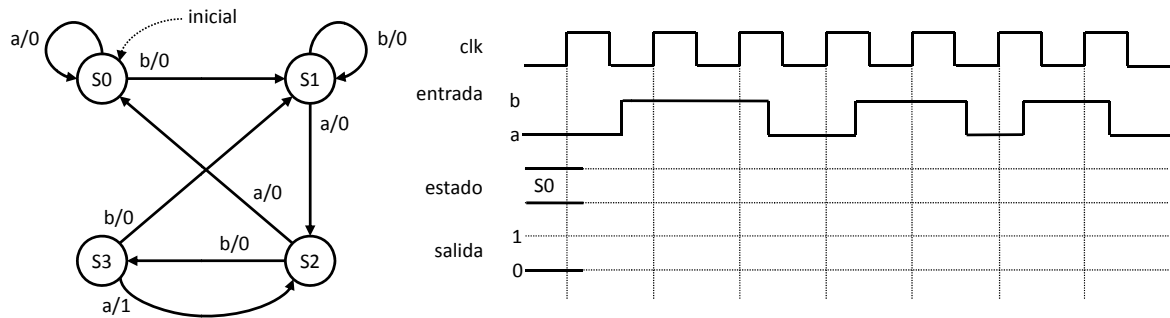 inicial
a/0
b/0
b/0
S0
S1
a/0
a/0
b/0
b/0
S3
S2
a/1
clk
entrada
b
a
estado
S0
salida
1
0